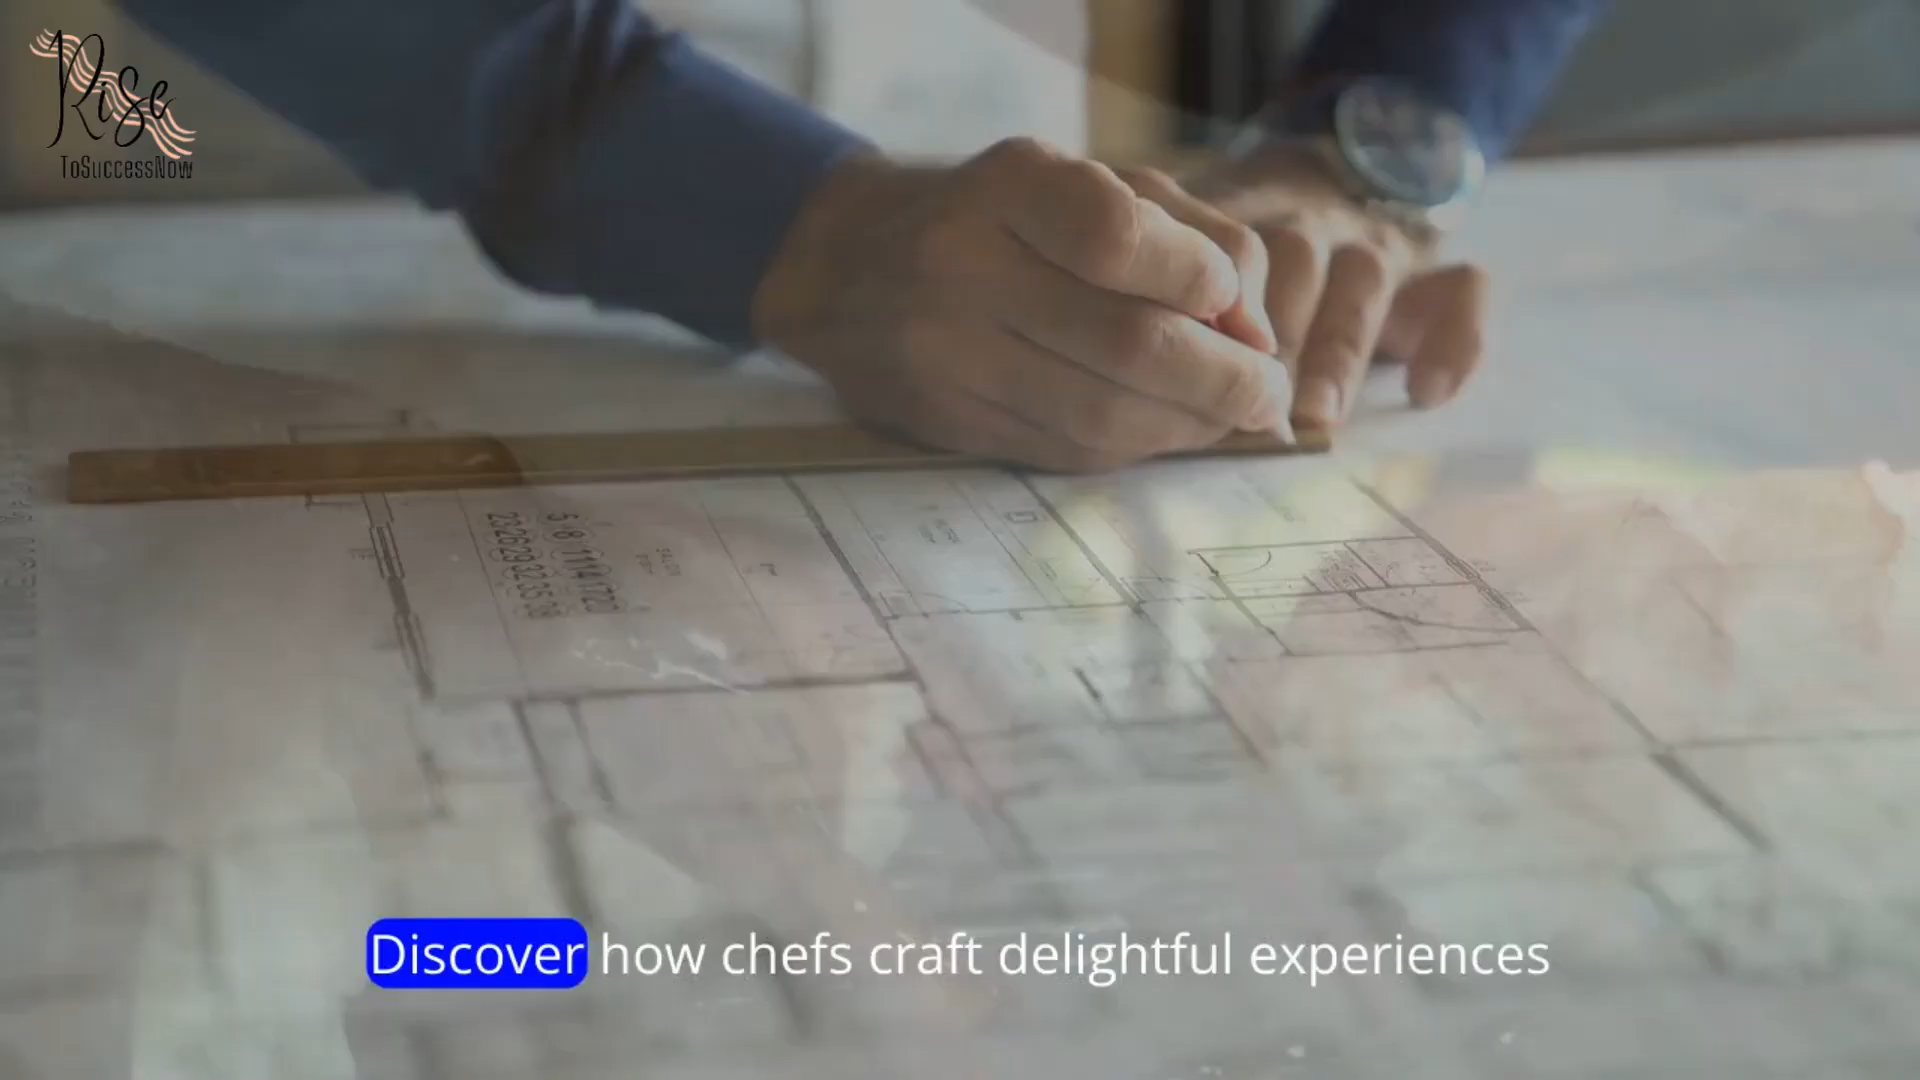 Rise
ToSuccessNow
Discover how chefs craft delightful experiences